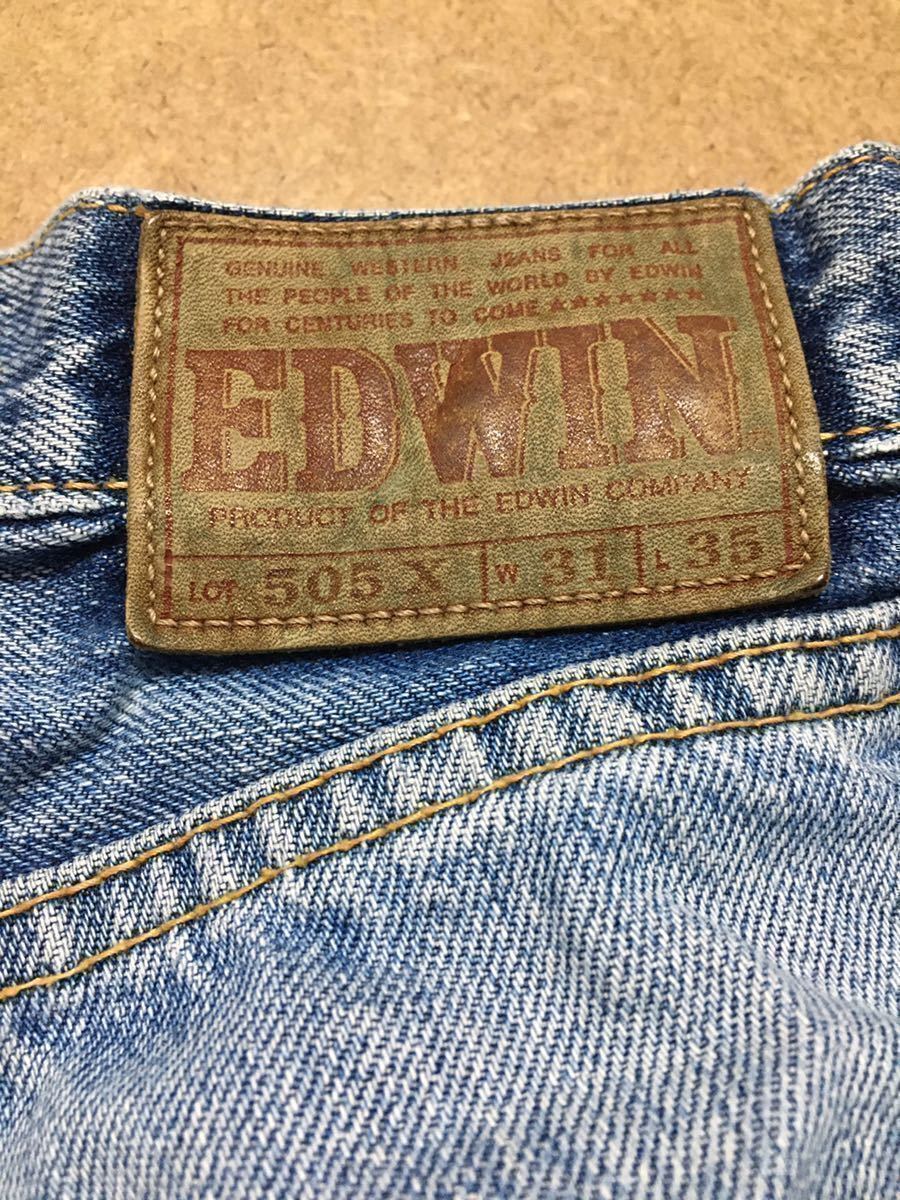 GENUINE WESTERN JEANS FOR ALL
THE PEOPLE OF THE WORLD BY EDWIN
FOR CENTURIES TO COME ★★★★★★★
EDWIN
PRODUCT OF THE EDWIN COMPANY
LOT 505 X W 31 L 35